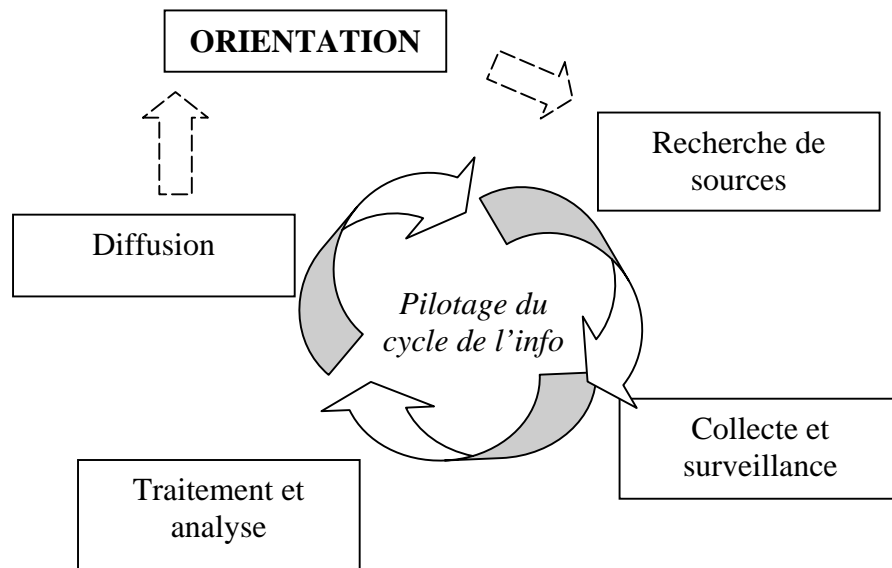 ORIENTATION
Recherche de
sources
Diffusion
Pilotage du
cycle de l’info
Collecte et
surveillance
Traitement et
analyse